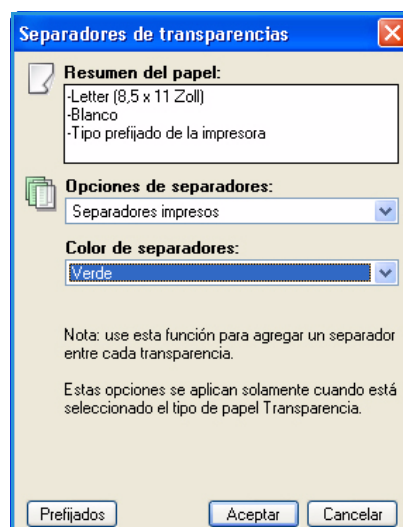 Separadores de transparencias
Resumen del papel:
-Letter (8,5 x 11 Zoll)
-Blanco
-Tipo prefijado de la impresora
Opciones de separadores:
Separadores impresos
Color de separadores:
Verde
Nota: use esta función para agregar un separador
entre cada transparencia.
Estas opciones se aplican solamente cuando está
seleccionado el tipo de papel Transparencia.
Prefijados Aceptar Cancelar